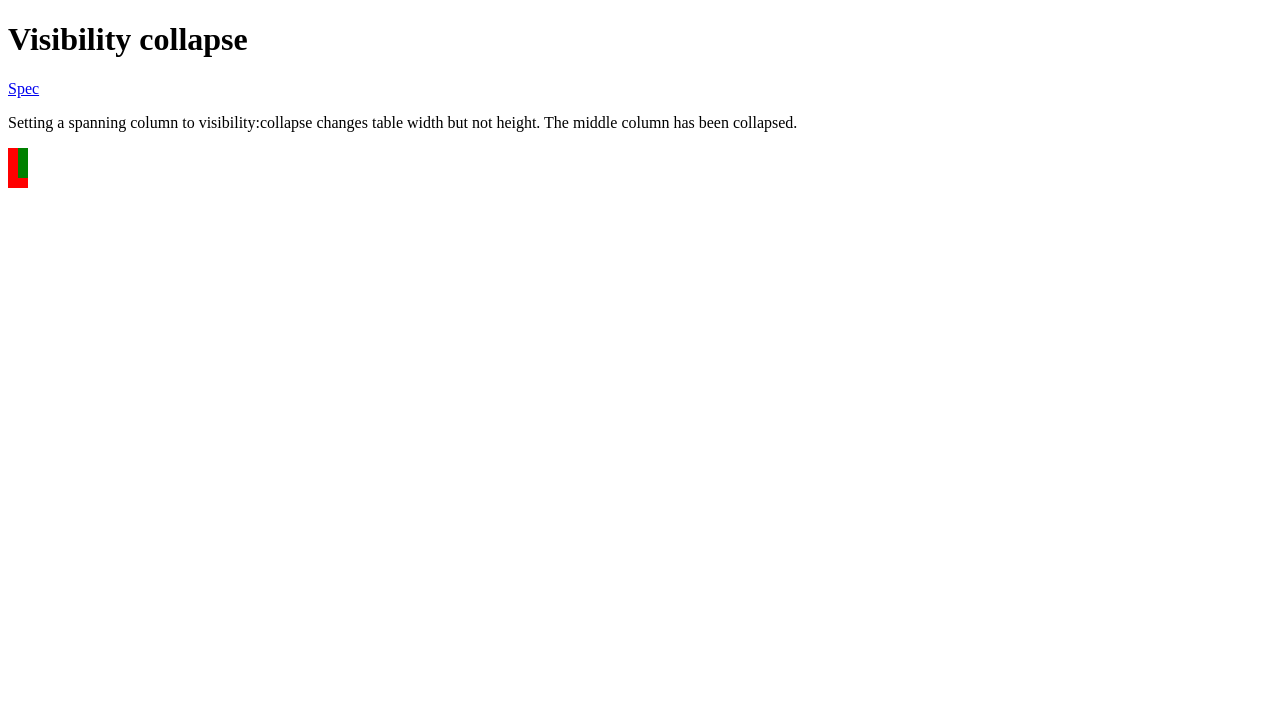 Visibility collapse
Spec
Setting a spanning column to visibility:collapse changes table width but not height. The middle column has been collapsed.